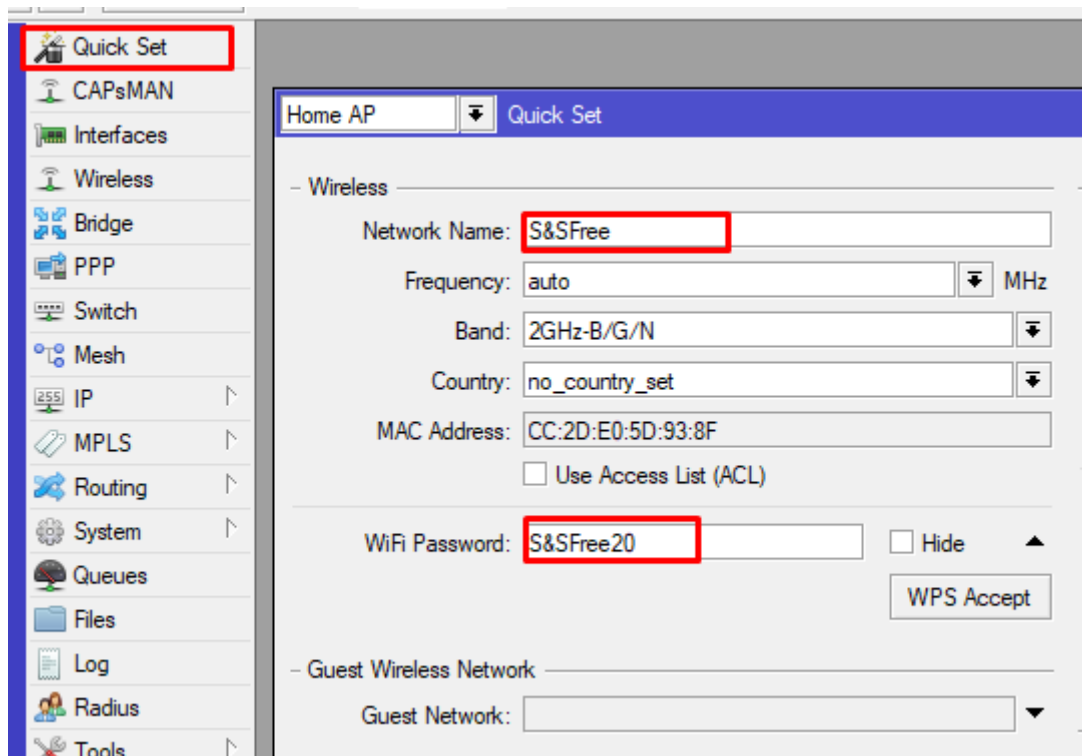 Quick Set
CAPsMAN
Interfaces
Wireless
Bridge
PPP
Switch
Mesh
255 IP
MPLS
Routing
System
Queues
Files
Log
Radius
Tools
Home AP Quick Set
Wireless
Network Name: S&SFree
Frequency: auto MHz
Band: 2GHz-B/G/N
Country: no_country_set
MAC Address: CC:2D:E0:5D:93:8F
Use Access List (ACL)
WiFi Password: S&SFree20 Hide
WPS Accept
Guest Wireless Network
Guest Network: